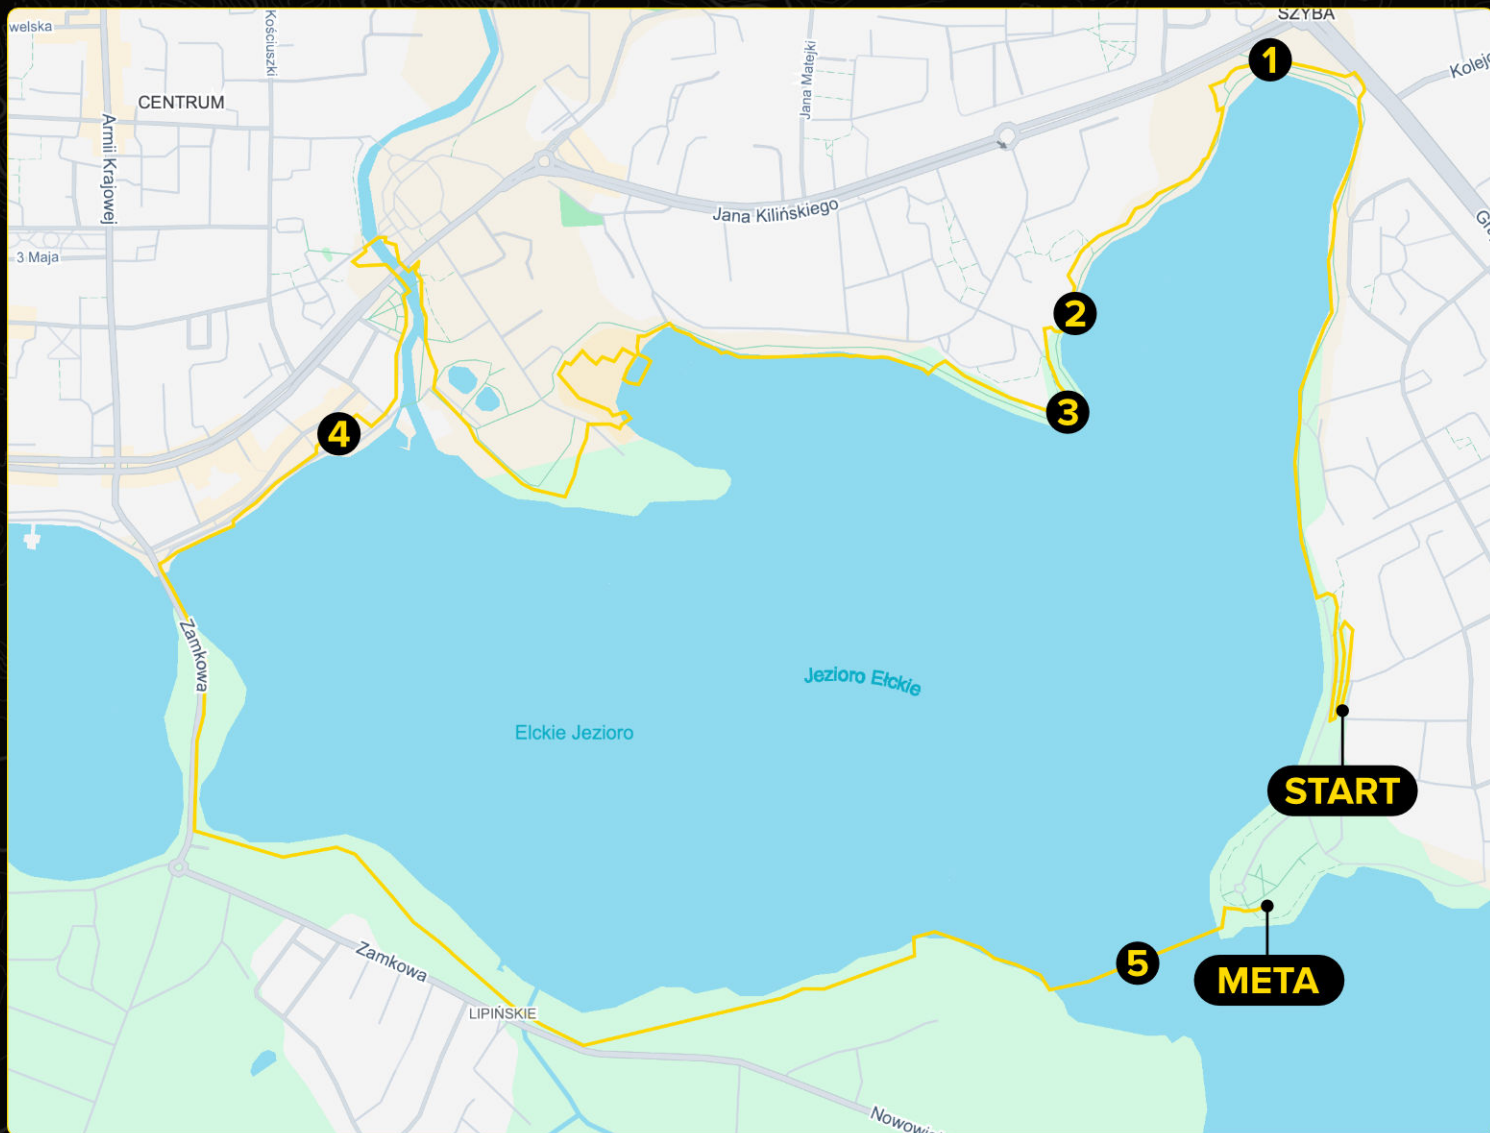 SZYBA
welska
Kościuszki
1
Kolej
CENTRUM
Jana Matejki
Armii Krajowej
Jana Kilińskiego
3 Maja
2
3
4
Zamkowa
Jezioro Ełckie
Elckie Jezioro
START
5
META
Zamkowa
LIPIŃSKIE